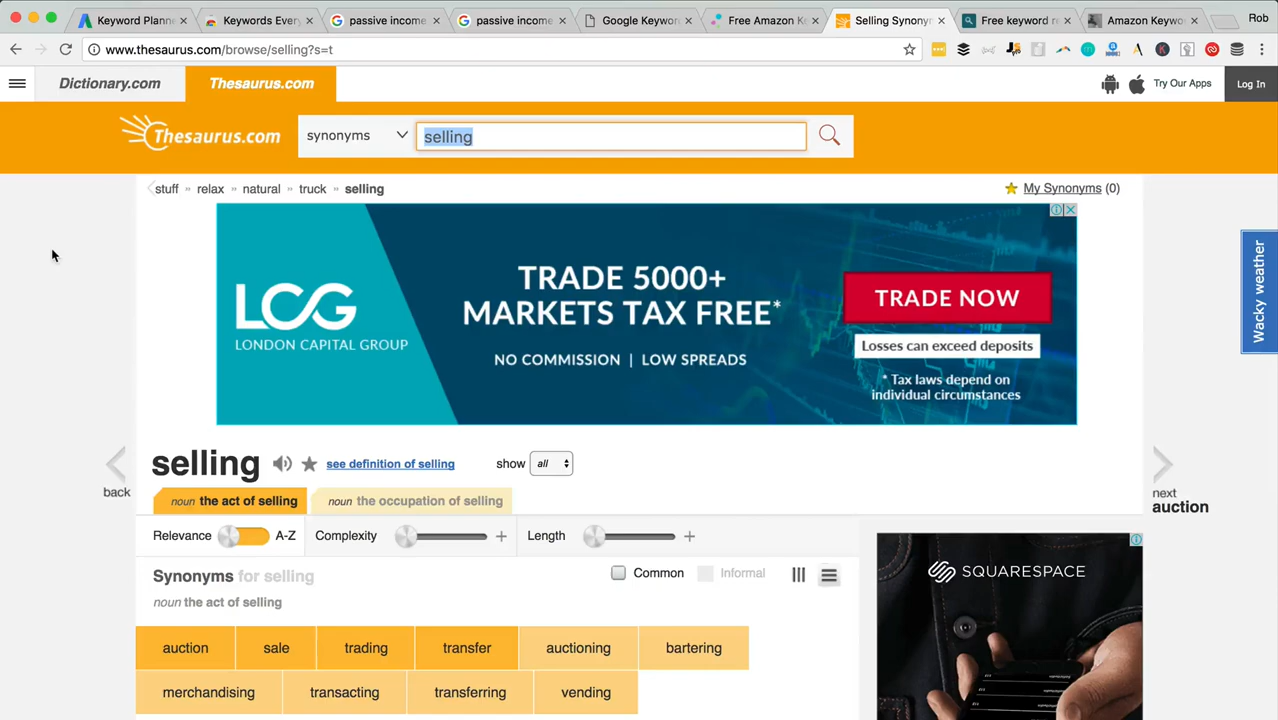 Keyword Planne
Keywords Every
passive income
passive income
Google Keyword
Free Amazon K
Selling Synonym
Free keyword re
Amazon Keywo
Rob
www.thesaurus.com/browse/selling?s=t
Dictionary.com
Thesaurus.com
Try Our Apps
Log In
Thesaurus.com
synonyms
selling
stuff » relax » natural » truck » selling
My Synonyms (0)
LCG
LONDON CAPITAL GROUP
TRADE 5000+
MARKETS TAX FREE*
NO COMMISSION | LOW SPREADS
TRADE NOW
Losses can exceed deposits
* Tax laws depend on
individual circumstances
Wacky weather
back
next
auction
selling
see definition of selling
show all
noun the act of selling
noun the occupation of selling
Relevance A-Z
Complexity +
Length +
Synonyms for selling
Common
Informal
noun the act of selling
auction sale trading transfer auctioning bartering
merchandising transacting transferring vending
SQUARESPACE